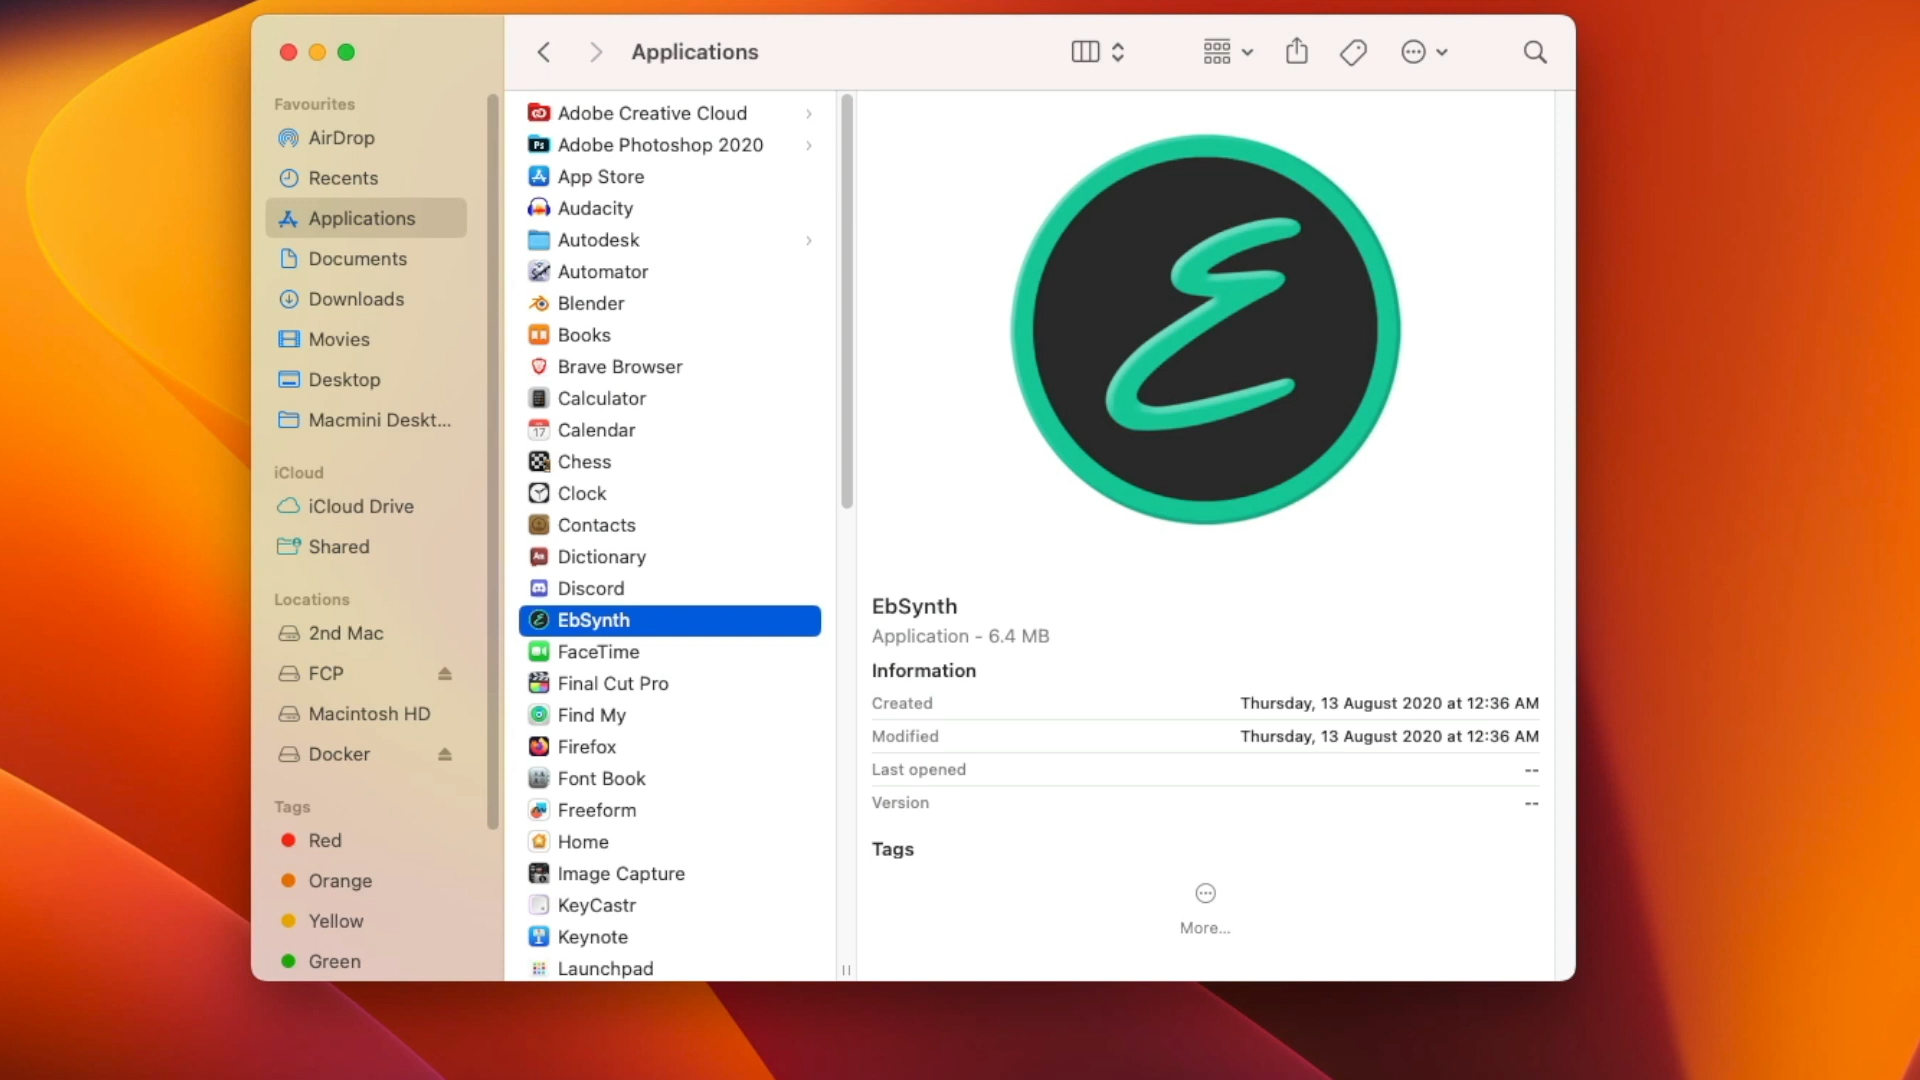 Applications
Favourites
AirDrop
Recents
Applications
Documents
Downloads
Movies
Desktop
Macmini Deskt...
iCloud
iCloud Drive
Shared
Locations
2nd Mac
FCP
Macintosh HD
Docker
Tags
Red
Orange
Yellow
Green
Adobe Creative Cloud
Adobe Photoshop 2020
App Store
Audacity
Autodesk
Automator
Blender
Books
Brave Browser
Calculator
Calendar
Chess
Clock
Contacts
Dictionary
Discord
EbSynth
FaceTime
Final Cut Pro
Find My
Firefox
Font Book
Freeform
Home
Image Capture
KeyCastr
Keynote
Launchpad
EbSynth
Application - 6.4 MB
Information
Created Thursday, 13 August 2020 at 12:36 AM
Modified Thursday, 13 August 2020 at 12:36 AM
Last opened --
Version --
Tags
More...